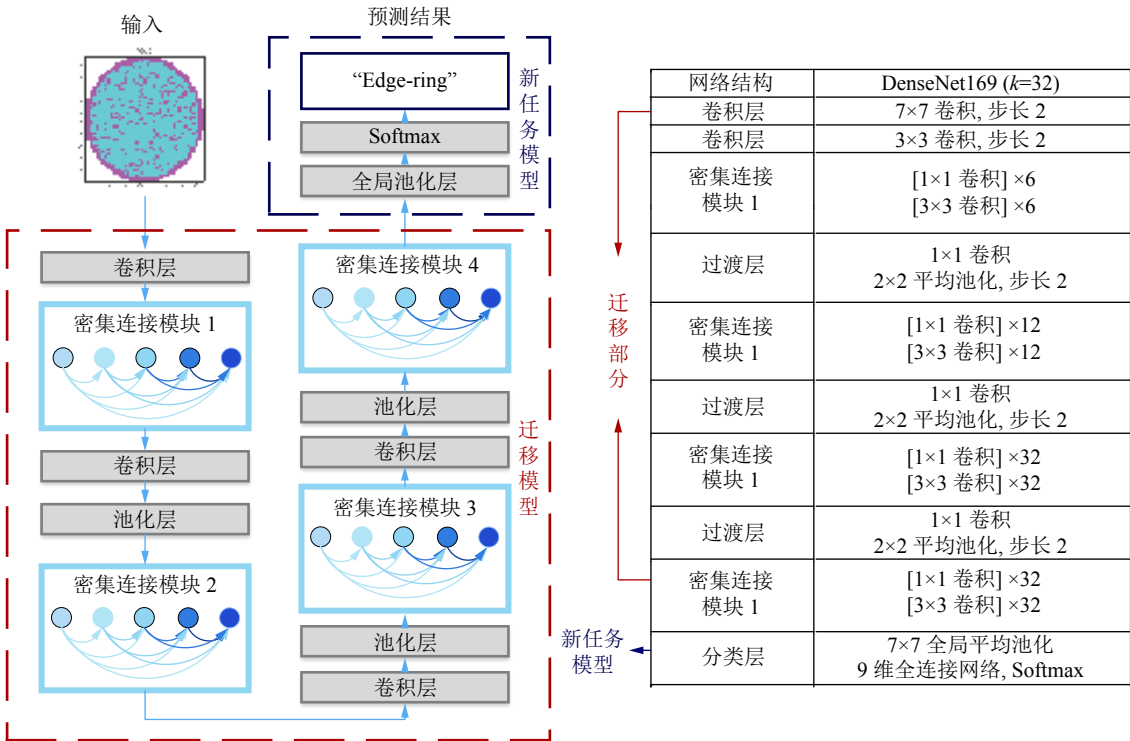 输入
预测结果
“Edge-ring”
Softmax
全局池化层
新任务模型
卷积层
密集连接模块 1
卷积层
池化层
密集连接模块 2
密集连接模块 4
池化层
卷积层
密集连接模块 3
池化层
卷积层
迁移模型
网络结构 DenseNet169 (k=32)
卷积层 7×7 卷积, 步长 2
卷积层 3×3 卷积, 步长 2
密集连接
模块 1
[1×1 卷积] ×6
[3×3 卷积] ×6
过渡层
1×1 卷积
2×2 平均池化, 步长 2
密集连接
模块 1
[1×1 卷积] ×12
[3×3 卷积] ×12
过渡层
1×1 卷积
2×2 平均池化, 步长 2
密集连接
模块 1
[1×1 卷积] ×32
[3×3 卷积] ×32
过渡层
1×1 卷积
2×2 平均池化, 步长 2
密集连接
模块 1
[1×1 卷积] ×32
[3×3 卷积] ×32
分类层
7×7 全局平均池化
9 维全连接网络, Softmax
迁移部分
新任务
模型